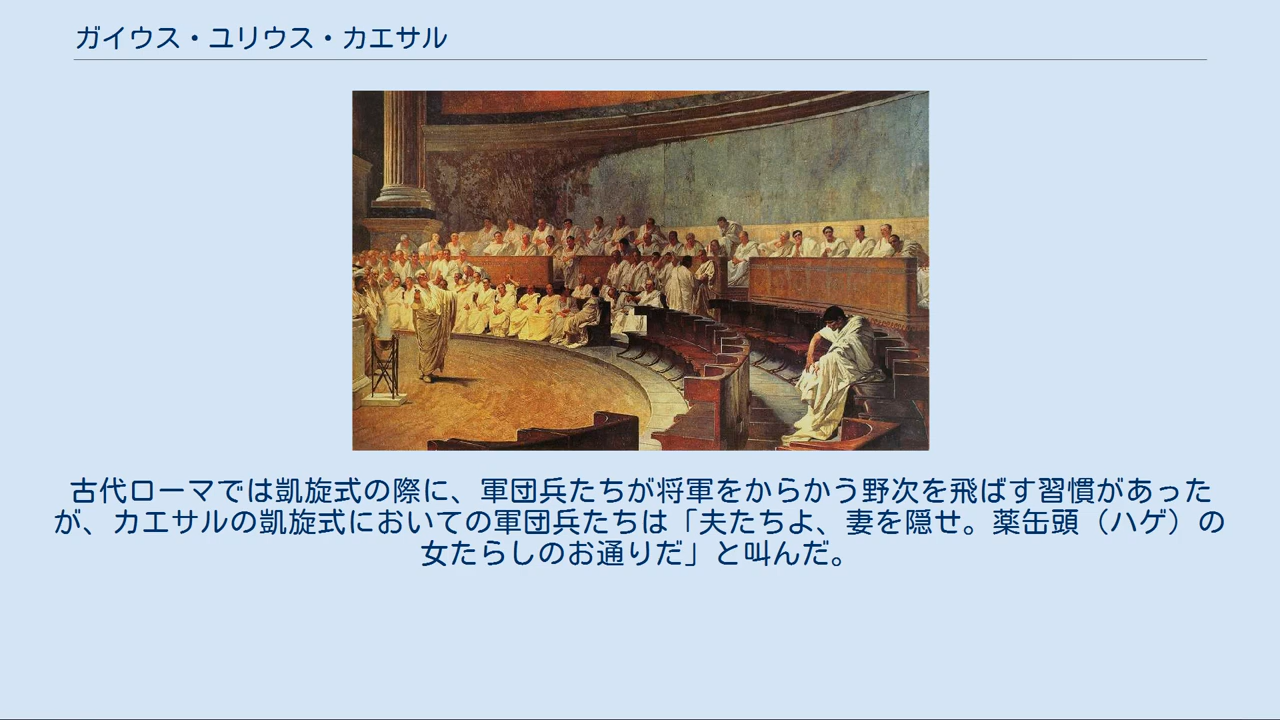 ガイウス・ユリウス・カエサル
古代ローマでは凱旋式の際に、軍団兵たちが将軍をからかう野次を飛ばす習慣があった
が、カエサルの凱旋式においての軍団兵たちは「夫たちよ、妻を隠せ。薬缶頭（ハゲ）の
女たらしのお通りだ」と叫んだ。